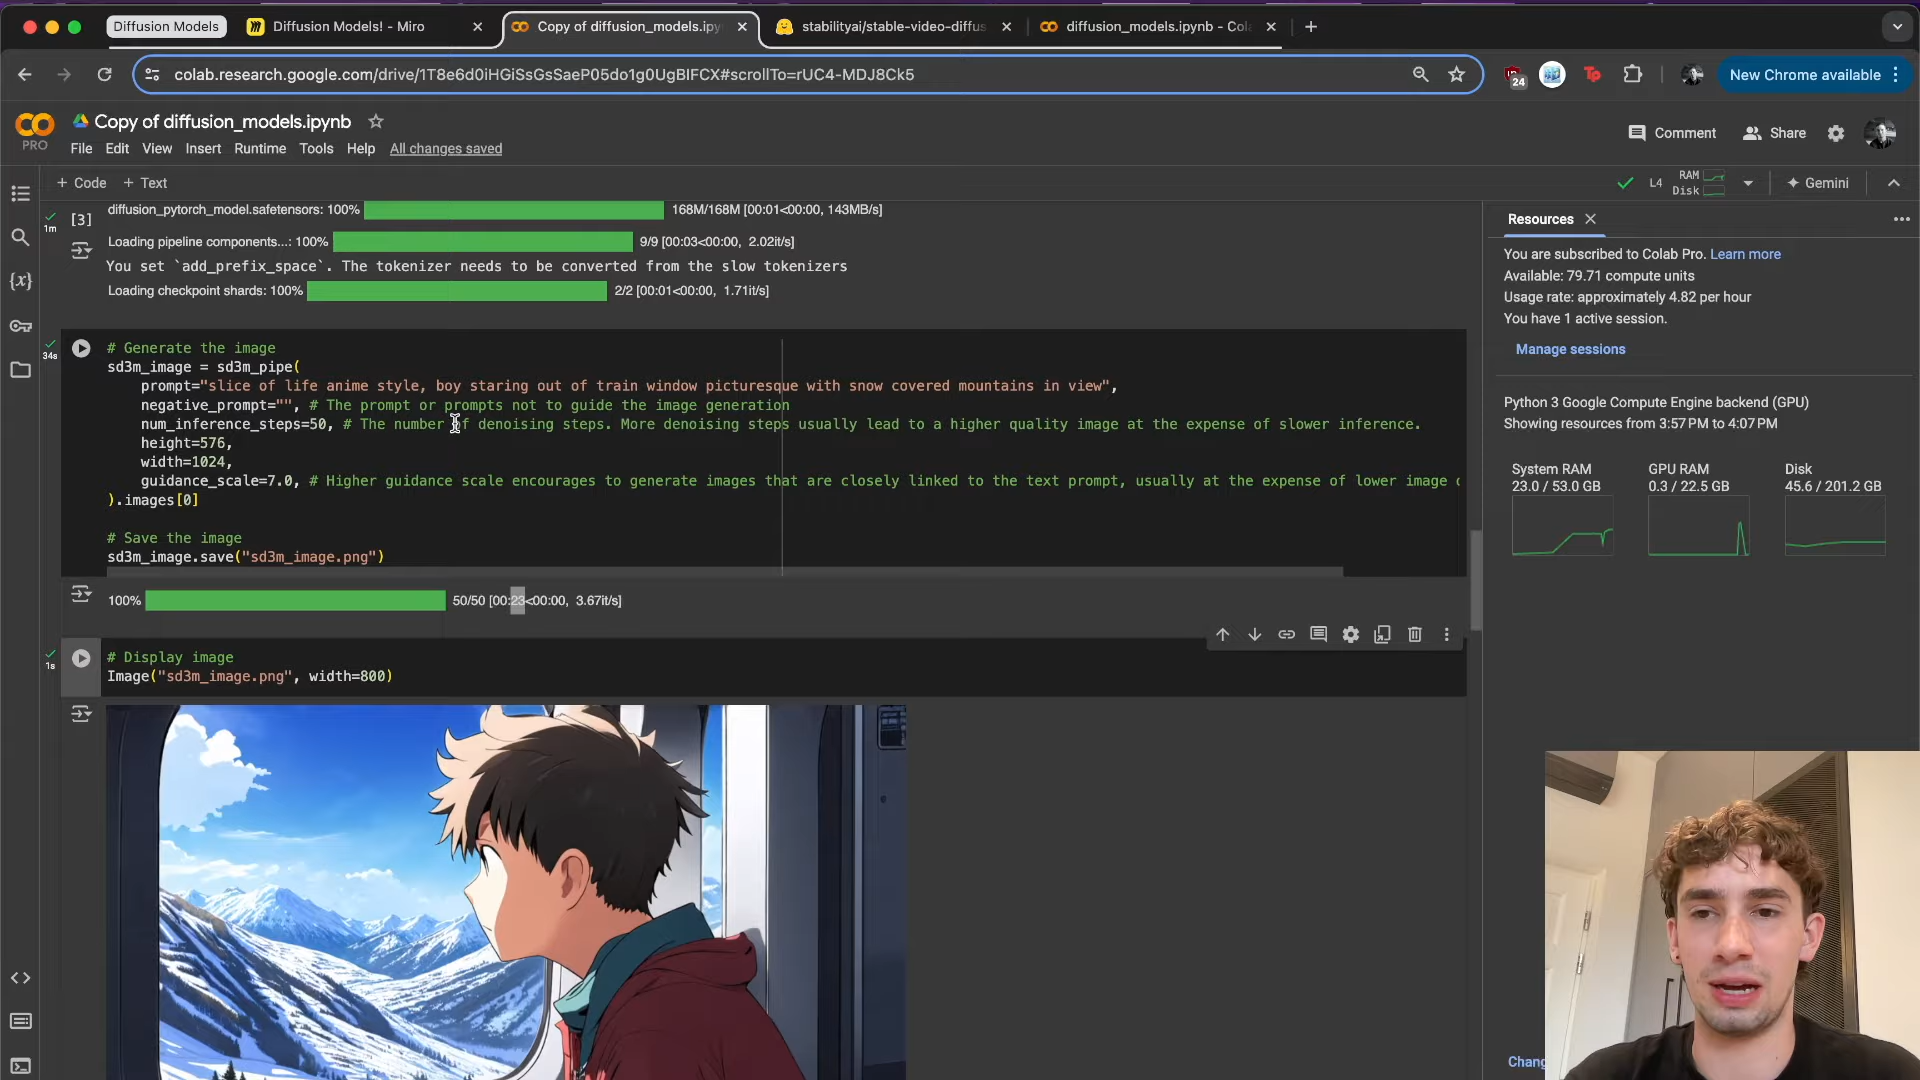 Diffusion Models
Diffusion Models! - Miro
Copy of diffusion_models.ipy
stabilityai/stable-video-diffus
diffusion_models.ipynb - Col
colab.research.google.com/drive/1T8e6d0iHGiSsGsSaeP05do1g0UgBIFCX#scrollTo=rUC4-MDJ8Ck5
24
Tp
New Chrome available
PRO
Copy of diffusion_models.ipynb
File Edit View Insert Runtime Tools Help All changes saved
Comment
Share
+ Code + Text
L4
RAM
Disk
Gemini
1m
[3]
diffusion_pytorch_model.safetensors: 100% 168M/168M [00:01<00:00, 143MB/s]
Loading pipeline components...: 100% 9/9 [00:03<00:00, 2.02it/s]
You set `add_prefix_space`. The tokenizer needs to be converted from the slow tokenizers
Loading checkpoint shards: 100% 2/2 [00:01<00:00, 1.71it/s]
34s
# Generate the image
sd3m_image = sd3m_pipe(
prompt="slice of life anime style, boy staring out of train window picturesque with snow covered mountains in view",
negative_prompt="", # The prompt or prompts not to guide the image generation
num_inference_steps=50, # The number of denoising steps. More denoising steps usually lead to a higher quality image at the expense of slower inference.
height=576,
width=1024,
guidance_scale=7.0, # Higher guidance scale encourages to generate images that are closely linked to the text prompt, usually at the expense of lower image
).images[0]
# Save the image
sd3m_image.save("sd3m_image.png")
100% 50/50 [00:23<00:00, 3.67it/s]
1s
# Display image
Image("sd3m_image.png", width=800)
Resources
You are subscribed to Colab Pro. Learn more
Available: 79.71 compute units
Usage rate: approximately 4.82 per hour
You have 1 active session.
Manage sessions
Python 3 Google Compute Engine backend (GPU)
Showing resources from 3:57 PM to 4:07 PM
System RAM
23.0 / 53.0 GB
GPU RAM
0.3 / 22.5 GB
Disk
45.6 / 201.2 GB
Chang